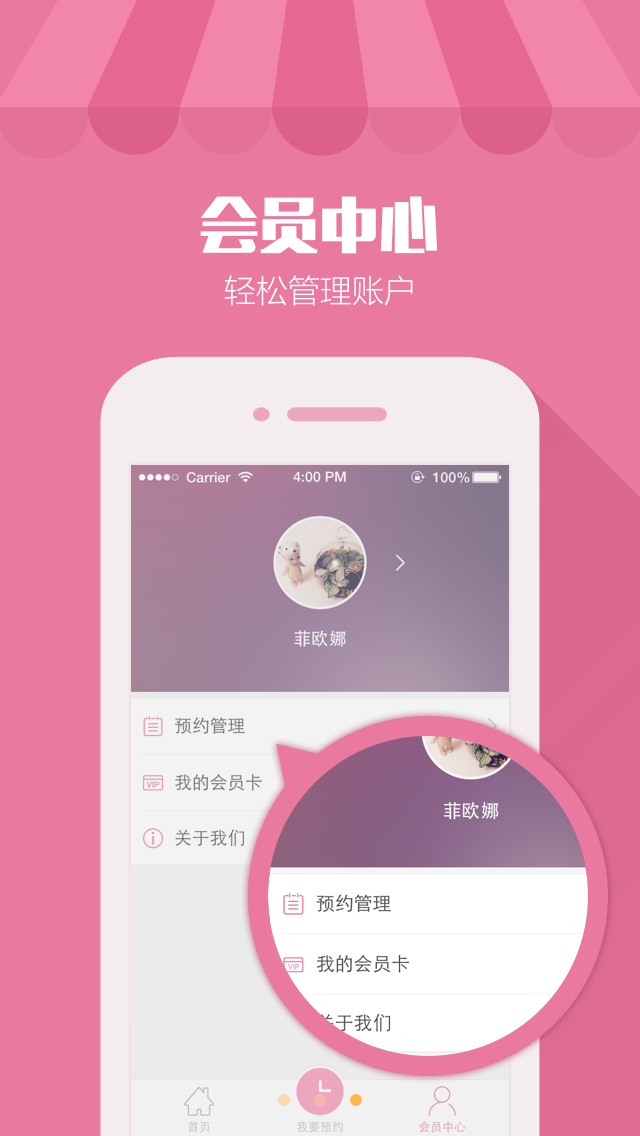 会员中心
轻松管理账户
Carrier 4:00 PM 100%
菲欧娜
预约管理
VIP 我的会员卡
关于我们
菲欧娜
预约管理
VIP 我的会员卡
关于我们
首页 我要预约 会员中心